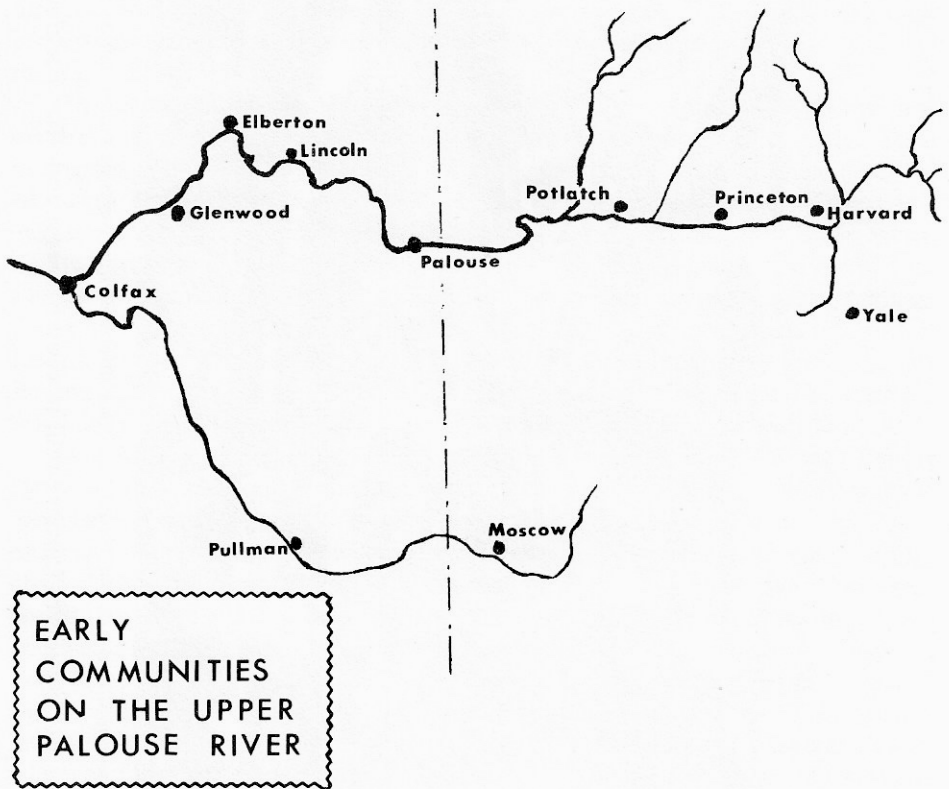 Elberton
Lincoln
Glenwood
Potlatch
Princeton
Harvard
Palouse
Colfax
Yale
Moscow
Pullman
EARLY
COMMUNITIES
ON THE UPPER
PALOUSE RIVER